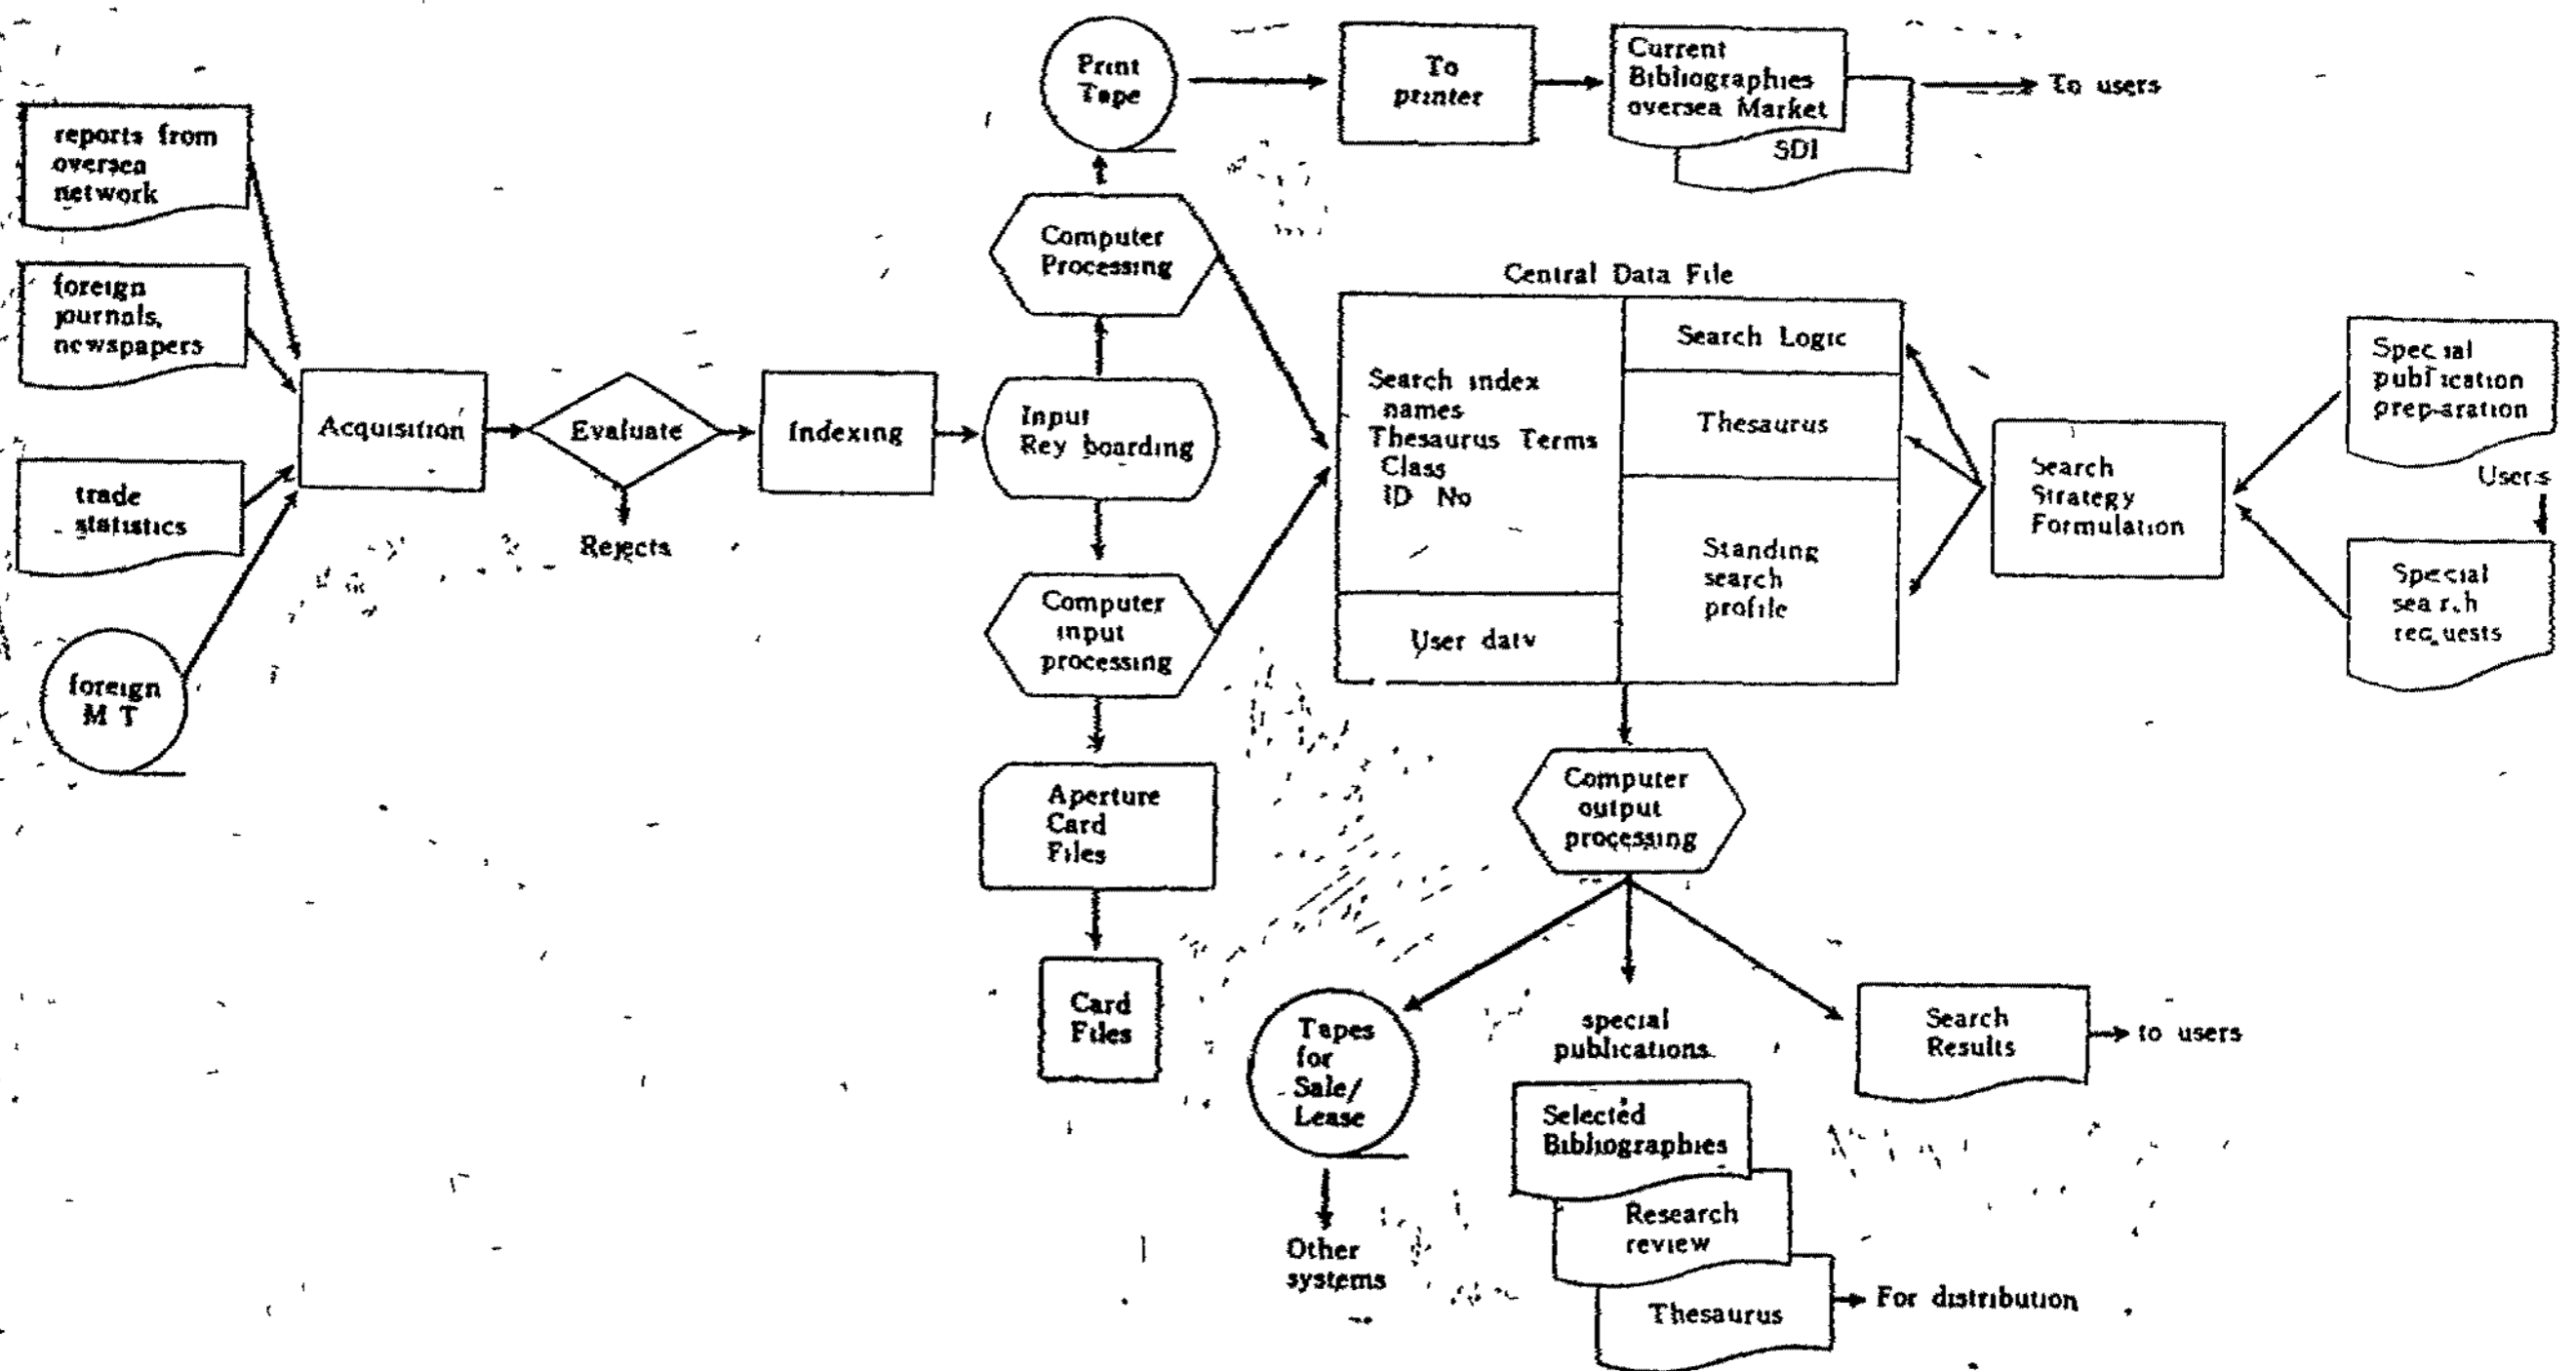 Print
Tape
To
printer
Current
Bibliographies
oversea Market
SDI
To users
reports from
oversea
network
foreign
journals,
newspapers
trade
statistics
foreign
M T
Acquisition
Evaluate
Rejects
Indexing
Computer
Processing
Input
Rey boarding
Computer
input
processing
Aperture
Card
Files
Card
Files
Central Data File
Search index
names
Thesaurus Terms
Class
ID No
User daty
Search Logic
Thesaurus
Standing
search
profile
Search
Strategy
Formulation
Special
publication
preparation
Users
Special
search
requests
Computer
output
processing
Tapes
for
Sale/
Lease
Other
systems
special
publications
Selected
Bibliographies
Research
review
Thesaurus
For distribution
Search
Results
to users